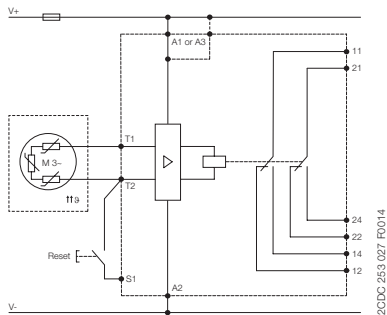 V+
A1 or A3
11
21
T1
M 3~
T2
↑↑ϑ
24
22
Reset
14
S1
12
A2
V-
2CDC 253 027 F0014